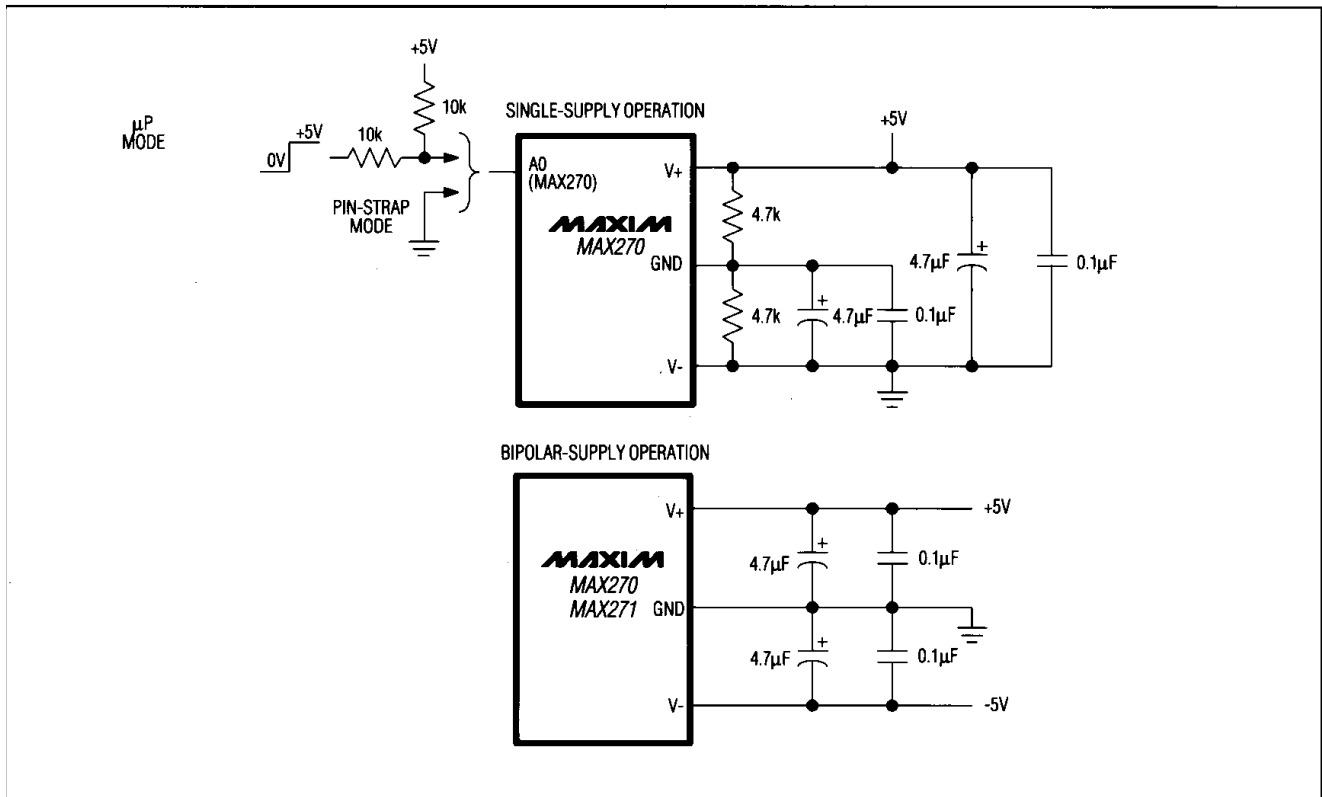 +5V
10k
SINGLE-SUPPLY OPERATION
µP
MODE
0V
+5V
10k
PIN-STRAP
MODE
A0
(MAX270)
MAXIM
MAX270
V+
GND
V-
+5V
4.7k
4.7k
+
4.7µF
0.1µF
+
4.7µF
0.1µF
BIPOLAR-SUPPLY OPERATION
MAXIM
MAX270
MAX271
V+
GND
V-
+
4.7µF
0.1µF
+5V
+
4.7µF
0.1µF
-5V